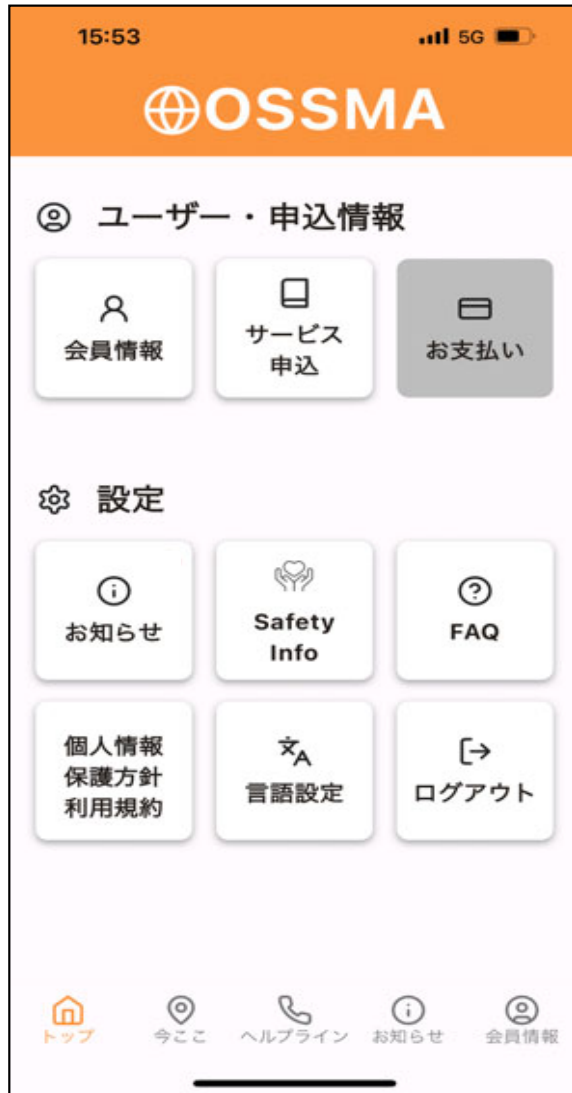 15:53
5G
OSSMA
ユーザー・申込情報
会員情報
サービス
申込
お支払い
設定
お知らせ
Safety
Info
FAQ
個人情報
保護方針
利用規約
言語設定
ログアウト
トップ
今ここ
ヘルプライン
お知らせ
会員情報